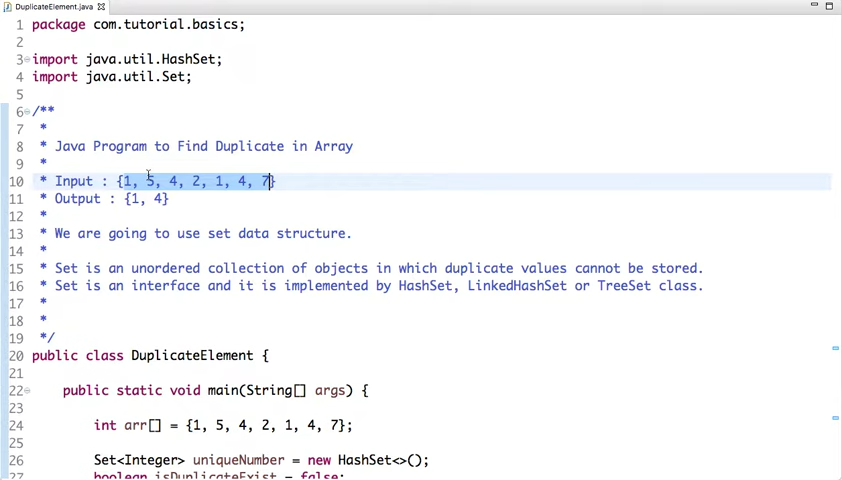 DuplicateElement.java
1 package com.tutorial.basics;
2
3 import java.util.HashSet;
4 import java.util.Set;
5
6 /**
7 *
8 * Java Program to Find Duplicate in Array
9 *
10 * Input : {1, 5, 4, 2, 1, 4, 7}
11 * Output : {1, 4}
12 *
13 * We are going to use set data structure.
14 *
15 * Set is an unordered collection of objects in which duplicate values cannot be stored.
16 * Set is an interface and it is implemented by HashSet, LinkedHashSet or TreeSet class.
17 *
18 *
19 */
20 public class DuplicateElement {
21
22 public static void main(String[] args) {
23
24 int arr[] = {1, 5, 4, 2, 1, 4, 7};
25
26 Set<Integer> uniqueNumber = new HashSet<>();
27 boolean isDuplicateExist = false;